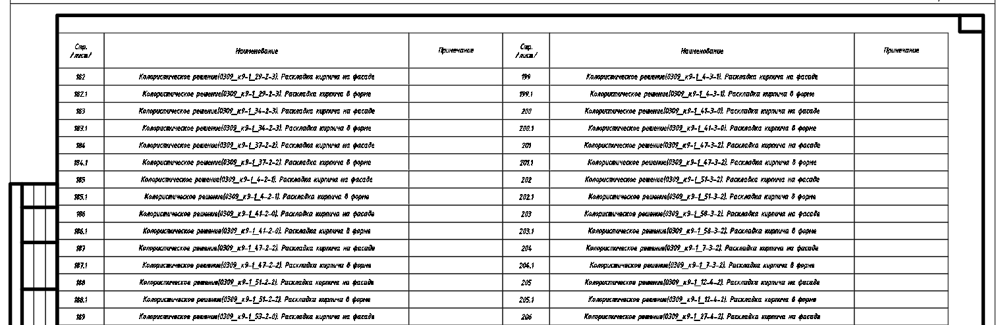 Стр. /лист/ Наименование Примечание Стр. /лист/ Наименование Примечание
182 Колористическое решение(0309_к9-1_29-2-3). Раскладка кирпича на фасаде 199 Колористическое решение(0309_к9-1_4-3-1). Раскладка кирпича на фасаде
182.1 Колористическое решение(0309_к9-1_29-2-3). Раскладка кирпича в форме 199.1 Колористическое решение(0309_к9-1_4-3-1). Раскладка кирпича в форме
183 Колористическое решение(0309_к9-1_34-2-3). Раскладка кирпича на фасаде 200 Колористическое решение(0309_к9-1_41-3-0). Раскладка кирпича на фасаде
183.1 Колористическое решение(0309_к9-1_34-2-3). Раскладка кирпича в форме 200.1 Колористическое решение(0309_к9-1_41-3-0). Раскладка кирпича в форме
184 Колористическое решение(0309_к9-1_37-2-2). Раскладка кирпича на фасаде 201 Колористическое решение(0309_к9-1_47-3-2). Раскладка кирпича на фасаде
184.1 Колористическое решение(0309_к9-1_37-2-2). Раскладка кирпича в форме 201.1 Колористическое решение(0309_к9-1_47-3-2). Раскладка кирпича в форме
185 Колористическое решение(0309_к9-1_4-2-1). Раскладка кирпича на фасаде 202 Колористическое решение(0309_к9-1_51-3-2). Раскладка кирпича на фасаде
185.1 Колористическое решение(0309_к9-1_4-2-1). Раскладка кирпича в форме 202.1 Колористическое решение(0309_к9-1_51-3-2). Раскладка кирпича в форме
186 Колористическое решение(0309_к9-1_41-2-0). Раскладка кирпича на фасаде 203 Колористическое решение(0309_к9-1_58-3-2). Раскладка кирпича на фасаде
186.1 Колористическое решение(0309_к9-1_41-2-0). Раскладка кирпича в форме 203.1 Колористическое решение(0309_к9-1_58-3-2). Раскладка кирпича в форме
187 Колористическое решение(0309_к9-1_47-2-2). Раскладка кирпича на фасаде 204 Колористическое решение(0309_к9-1_7-3-2). Раскладка кирпича на фасаде
187.1 Колористическое решение(0309_к9-1_47-2-2). Раскладка кирпича в форме 204.1 Колористическое решение(0309_к9-1_7-3-2). Раскладка кирпича в форме
188 Колористическое решение(0309_к9-1_51-2-2). Раскладка кирпича на фасаде 205 Колористическое решение(0309_к9-1_12-4-2). Раскладка кирпича на фасаде
188.1 Колористическое решение(0309_к9-1_51-2-2). Раскладка кирпича в форме 205.1 Колористическое решение(0309_к9-1_12-4-2). Раскладка кирпича в форме
189 Колористическое решение(0309_к9-1_53-2-0). Раскладка кирпича на фасаде 206 Колористическое решение(0309_к9-1_27-4-2). Раскладка кирпича на фасаде